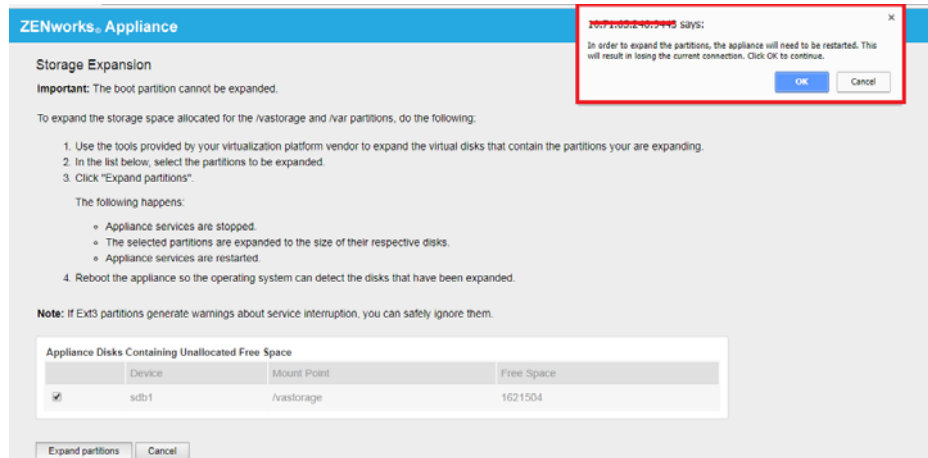 ZENworks® Appliance
says:
In order to expand the partitions, the appliance will need to be restarted. This
will result in losing the current connection. Click OK to continue.
OK Cancel
Storage Expansion
Important: The boot partition cannot be expanded.
To expand the storage space allocated for the /vastorage and /var partitions, do the following:
1. Use the tools provided by your virtualization platform vendor to expand the virtual disks that contain the partitions your are expanding.
2. In the list below, select the partitions to be expanded.
3. Click "Expand partitions".
The following happens:
Appliance services are stopped.
The selected partitions are expanded to the size of their respective disks.
Appliance services are restarted.
4. Reboot the appliance so the operating system can detect the disks that have been expanded.
Note: If Ext3 partitions generate warnings about service interruption, you can safely ignore them.
Appliance Disks Containing Unallocated Free Space
Device Mount Point Free Space
sdb1 /vastorage 1621504
Expand partitions Cancel